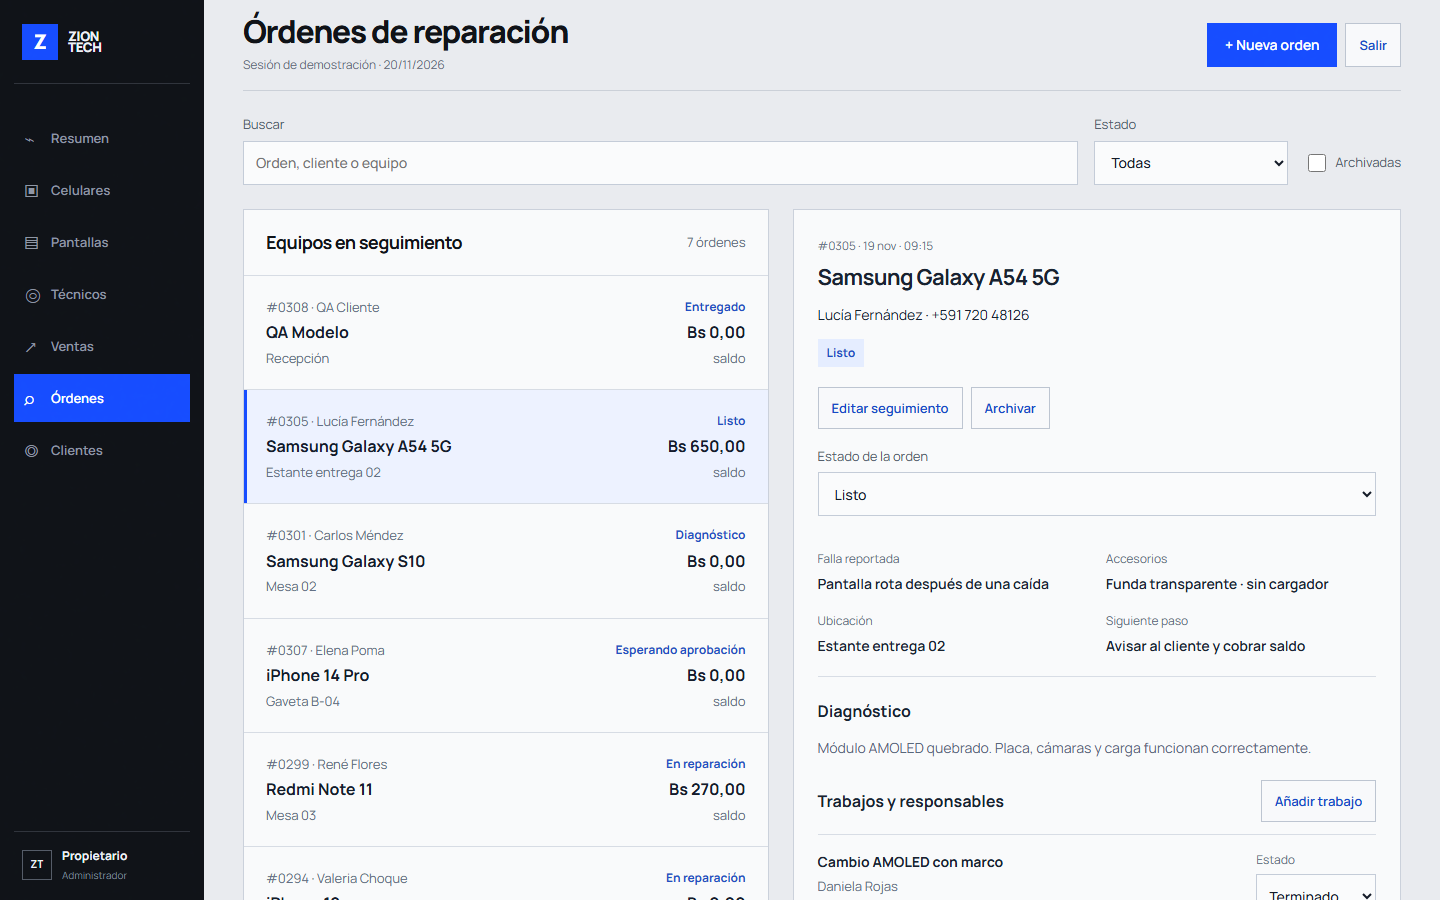 Z
ZION
TECH
Resumen
Celulares
Pantallas
Técnicos
Ventas
Órdenes
Clientes
ZT
Propietario
Administrador
Órdenes de reparación
Sesión de demostración · 20/11/2026
+ Nueva orden
Salir
Buscar
Orden, cliente o equipo
Estado
Todas
Archivadas
Equipos en seguimiento
7 órdenes
#0308 · QA Cliente
Entregado
QA Modelo
Bs 0,00
Recepción
saldo
#0305 · Lucía Fernández
Listo
Samsung Galaxy A54 5G
Bs 650,00
Estante entrega 02
saldo
#0301 · Carlos Méndez
Diagnóstico
Samsung Galaxy S10
Bs 0,00
Mesa 02
saldo
#0307 · Elena Poma
Esperando aprobación
iPhone 14 Pro
Bs 0,00
Gaveta B-04
saldo
#0299 · René Flores
En reparación
Redmi Note 11
Bs 270,00
Mesa 03
saldo
#0294 · Valeria Choque
En reparación
#0305 · 19 nov · 09:15
Samsung Galaxy A54 5G
Lucía Fernández · +591 720 48126
Listo
Editar seguimiento
Archivar
Estado de la orden
Listo
Falla reportada
Accesorios
Pantalla rota después de una caída
Funda transparente · sin cargador
Ubicación
Siguiente paso
Estante entrega 02
Avisar al cliente y cobrar saldo
Diagnóstico
Módulo AMOLED quebrado. Placa, cámaras y carga funcionan correctamente.
Trabajos y responsables
Añadir trabajo
Cambio AMOLED con marco
Estado
Daniela Rojas
Terminado